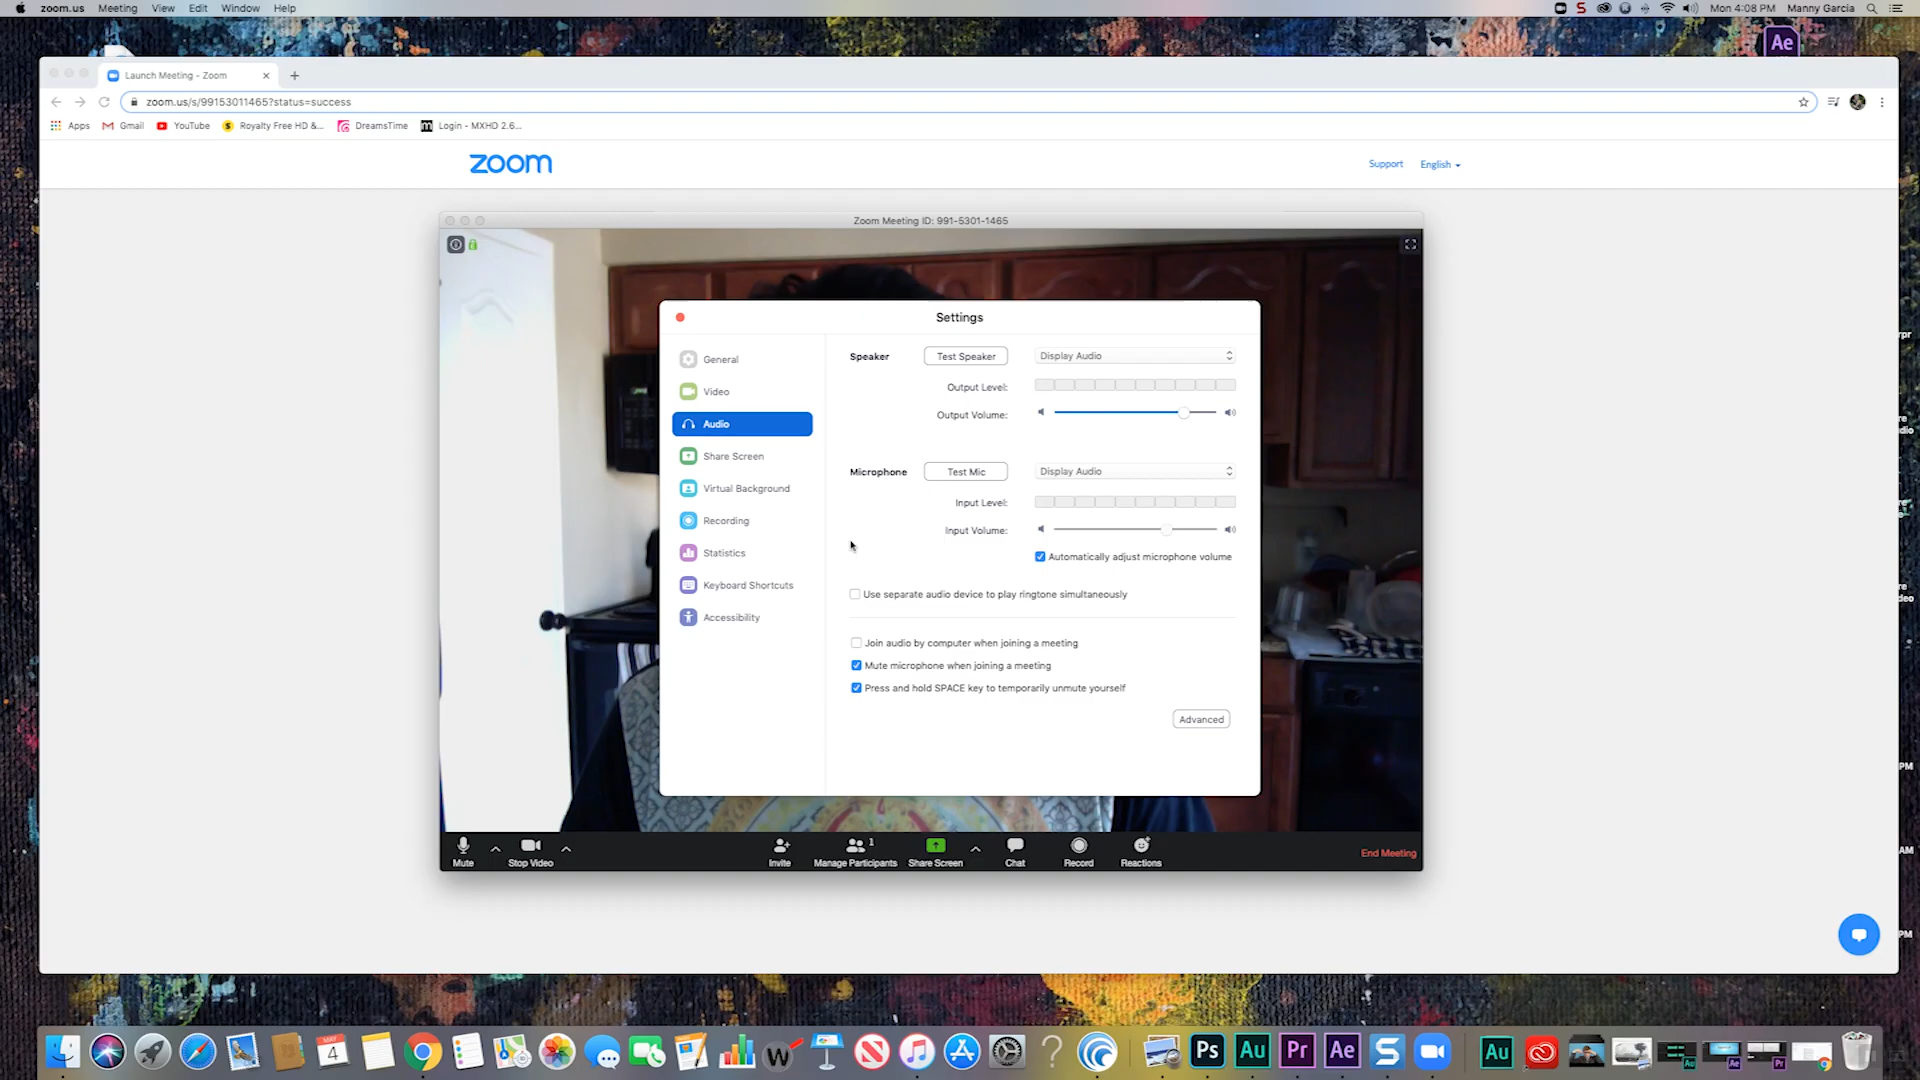 zoom.us Meeting View Edit Window Help
Mon 4:08 PM Manny Garcia
Ae
Launch Meeting - Zoom
zoom.us/s/99153011465?status=success
Apps Gmail YouTube Royalty Free HD &... DreamsTime Login - MXHD 2.6...
zoom
Support English
Zoom Meeting ID: 991-5301-1465
Settings
General
Video
Audio
Share Screen
Virtual Background
Recording
Statistics
Keyboard Shortcuts
Accessibility
Speaker Test Speaker Display Audio
Output Level:
Output Volume:
Microphone Test Mic Display Audio
Input Level:
Input Volume:
Automatically adjust microphone volume
Use separate audio device to play ringtone simultaneously
Join audio by computer when joining a meeting
Mute microphone when joining a meeting
Press and hold SPACE key to temporarily unmute yourself
Advanced
Mute Stop Video Invite Manage Participants 1 Share Screen Chat Record Reactions End Meeting
MAY
4
Ps Au Pr Ae S Au